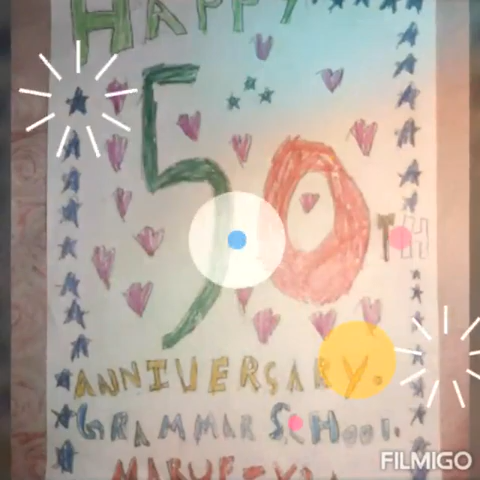 HAPPY
50TH
ANNIVERSARY.
GRAMMAR SCHOOL.
FILMIGO